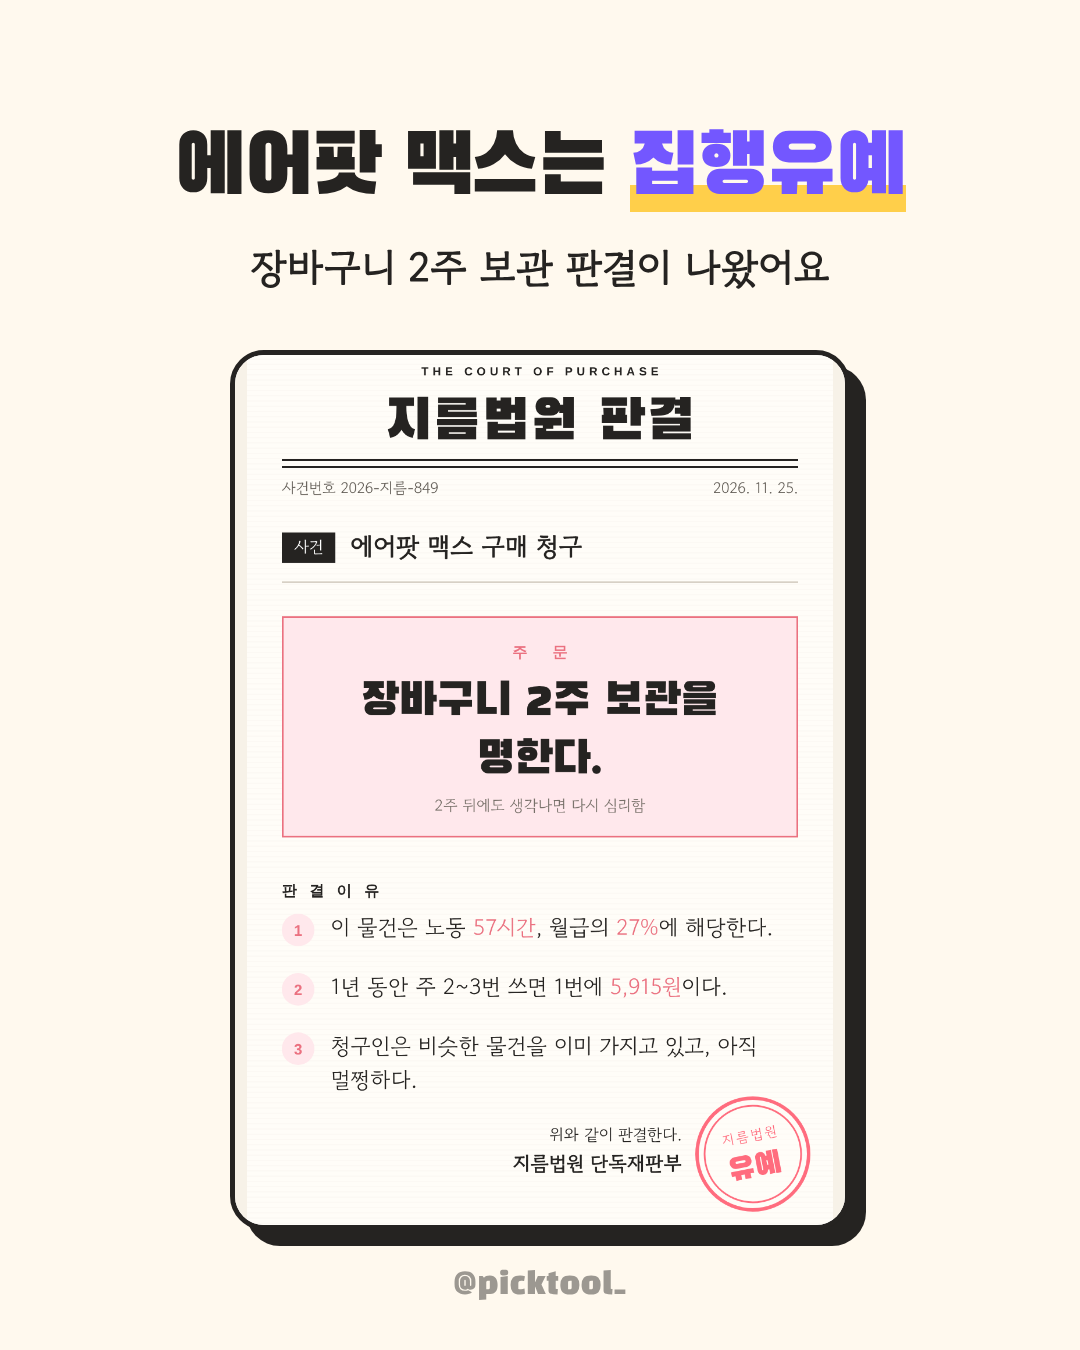 에어팟 맥스는 집행유예
장바구니 2주 보관 판결이 나왔어요
THE COURT OF PURCHASE
지름법원 판결
사건번호 2026-지름-849
2026. 11. 25.
사건 에어팟 맥스 구매 청구
주 문
장바구니 2주 보관을
명한다.
2주 뒤에도 생각나면 다시 심리함
판 결 이 유
1 이 물건은 노동 57시간, 월급의 27%에 해당한다.
2 1년 동안 주 2~3번 쓰면 1번에 5,915원이다.
3 청구인은 비슷한 물건을 이미 가지고 있고, 아직
멀쩡하다.
위와 같이 판결한다.
지름법원 단독재판부
지름법원
유예
@picktool_